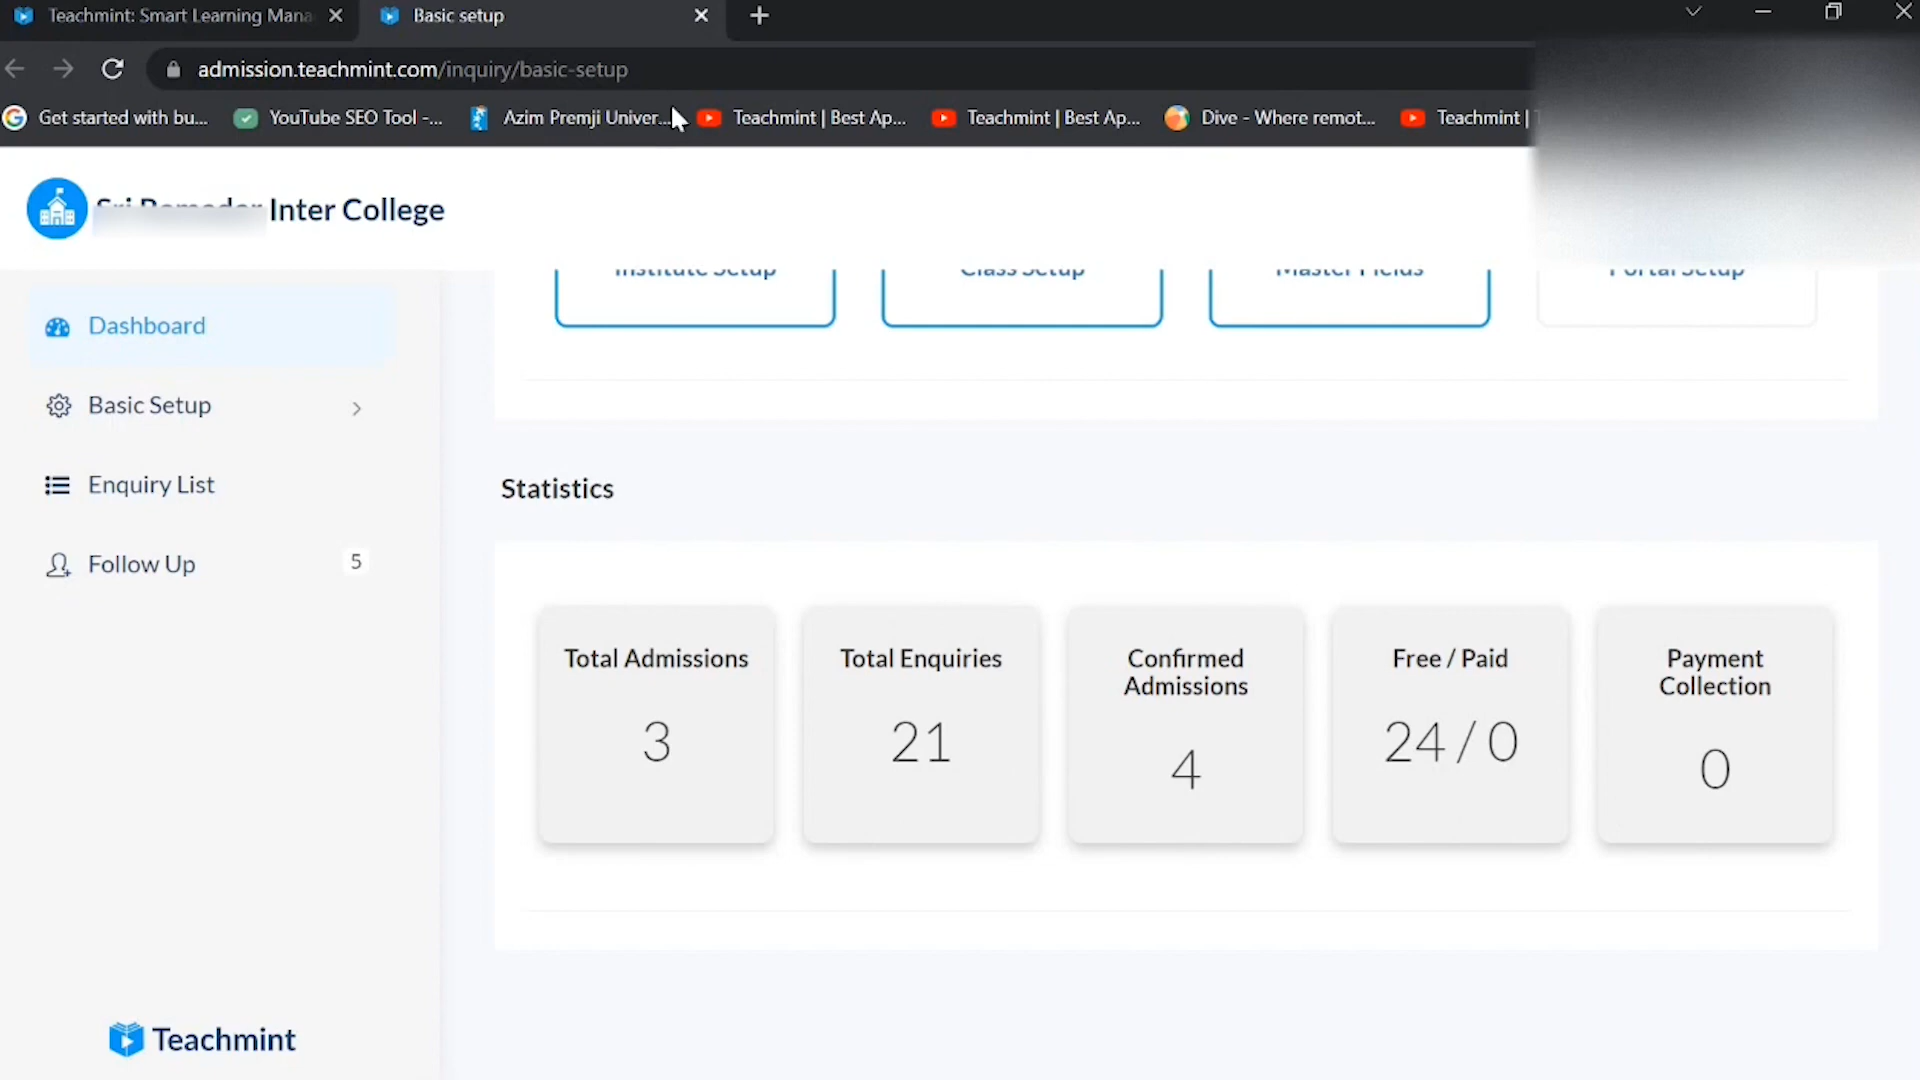 Teachmint: Smart Learning Mana
Basic setup
admission.teachmint.com/inquiry/basic-setup
Get started with bu...
YouTube SEO Tool -...
Azim Premji Univer...
Teachmint | Best Ap...
Teachmint | Best Ap...
Dive - Where remot...
Teachmint |
Inter College
Institute Setup
Class Setup
Master Fields
Portal Setup
Dashboard
Basic Setup
Enquiry List
Follow Up 5
Statistics
Total Admissions
3
Total Enquiries
21
Confirmed
Admissions
4
Free / Paid
24 / 0
Payment
Collection
0
Teachmint